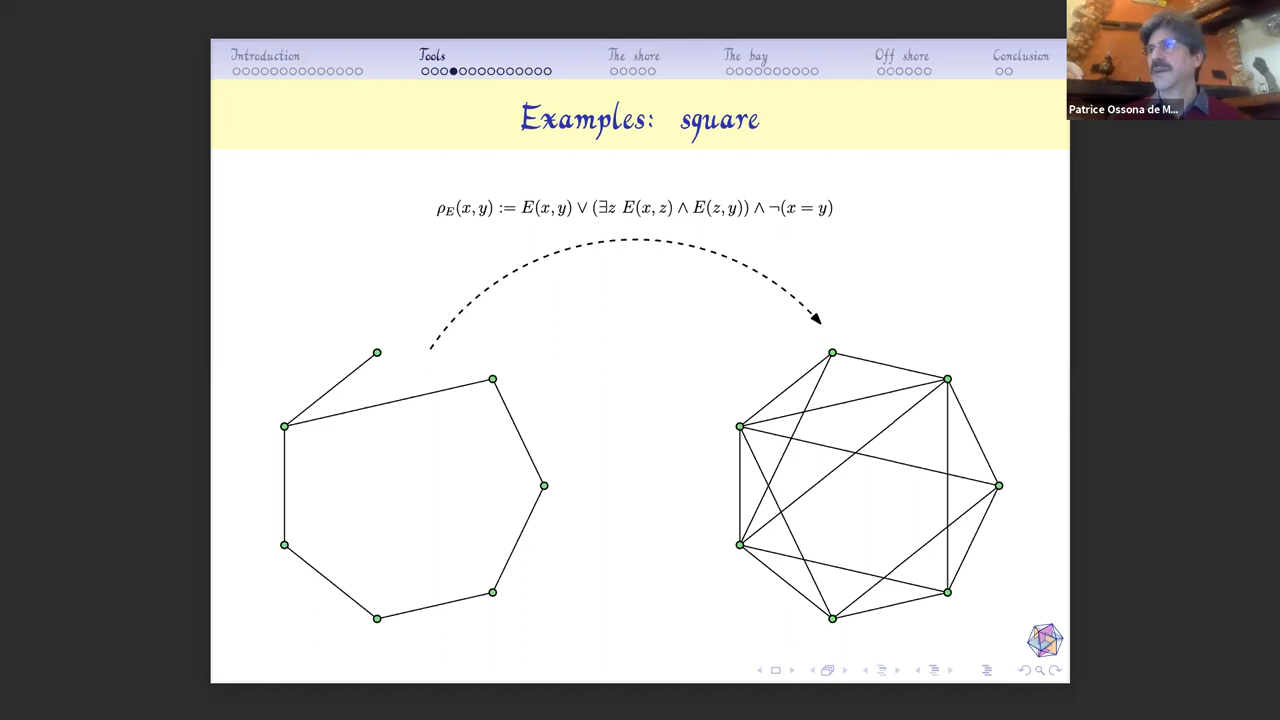 Introduction Tools The shore The bay Off shore Conclusion
Examples: square
ρ_E(x, y) := E(x, y) ∨ (∃z E(x, z) ∧ E(z, y)) ∧ ¬(x = y)
Patrice Ossona de M...